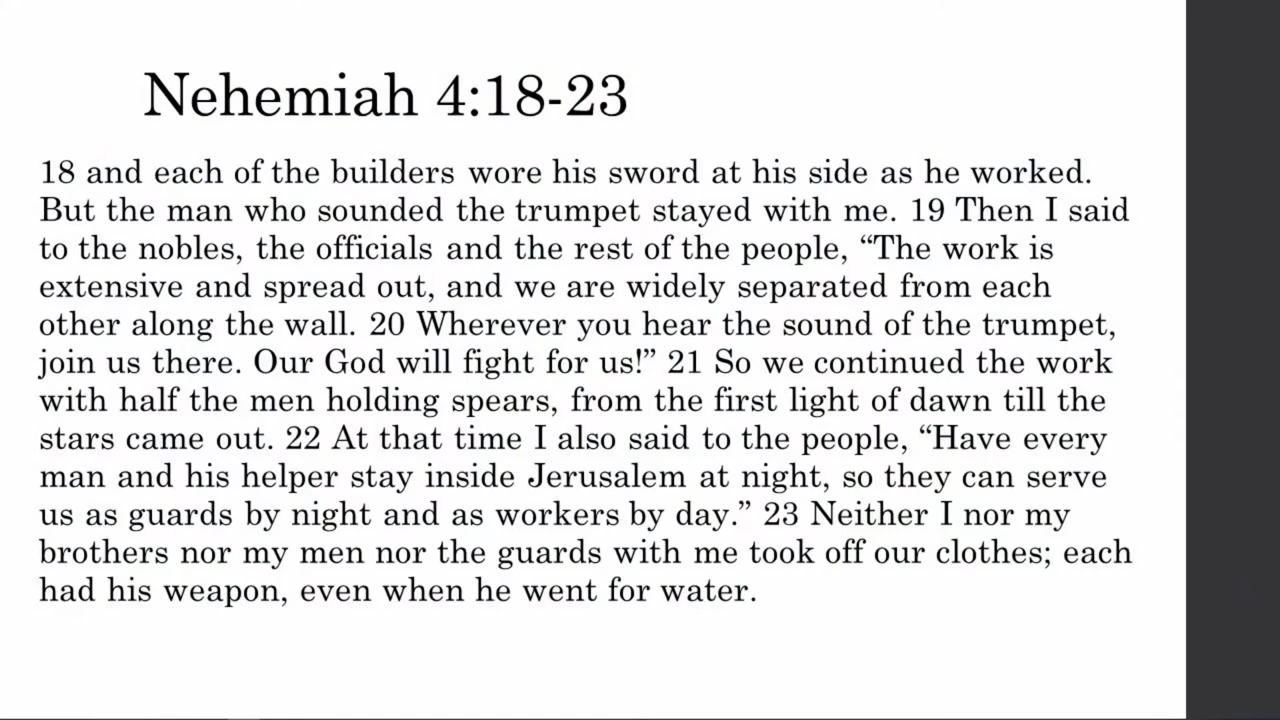 Nehemiah 4:18-23
18 and each of the builders wore his sword at his side as he worked.
But the man who sounded the trumpet stayed with me. 19 Then I said
to the nobles, the officials and the rest of the people, “The work is
extensive and spread out, and we are widely separated from each
other along the wall. 20 Wherever you hear the sound of the trumpet,
join us there. Our God will fight for us!” 21 So we continued the work
with half the men holding spears, from the first light of dawn till the
stars came out. 22 At that time I also said to the people, “Have every
man and his helper stay inside Jerusalem at night, so they can serve
us as guards by night and as workers by day.” 23 Neither I nor my
brothers nor my men nor the guards with me took off our clothes; each
had his weapon, even when he went for water.